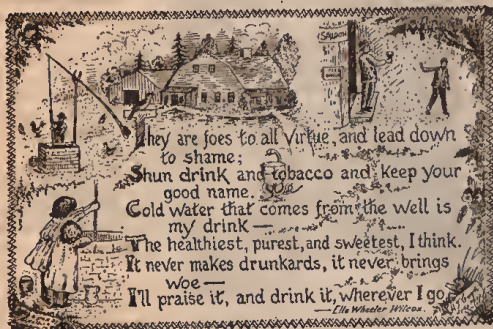 SALOON
They are foes to all virtue, and lead down
to shame;
Shun drink and tobacco and keep your
good name.
Cold water that comes from the well is
my drink—
The healthiest, purest, and sweetest, I think.
It never makes drunkards, it never brings
woe—
I'll praise it, and drink it, wherever I go.
—Ella Wheeler Wilcox.